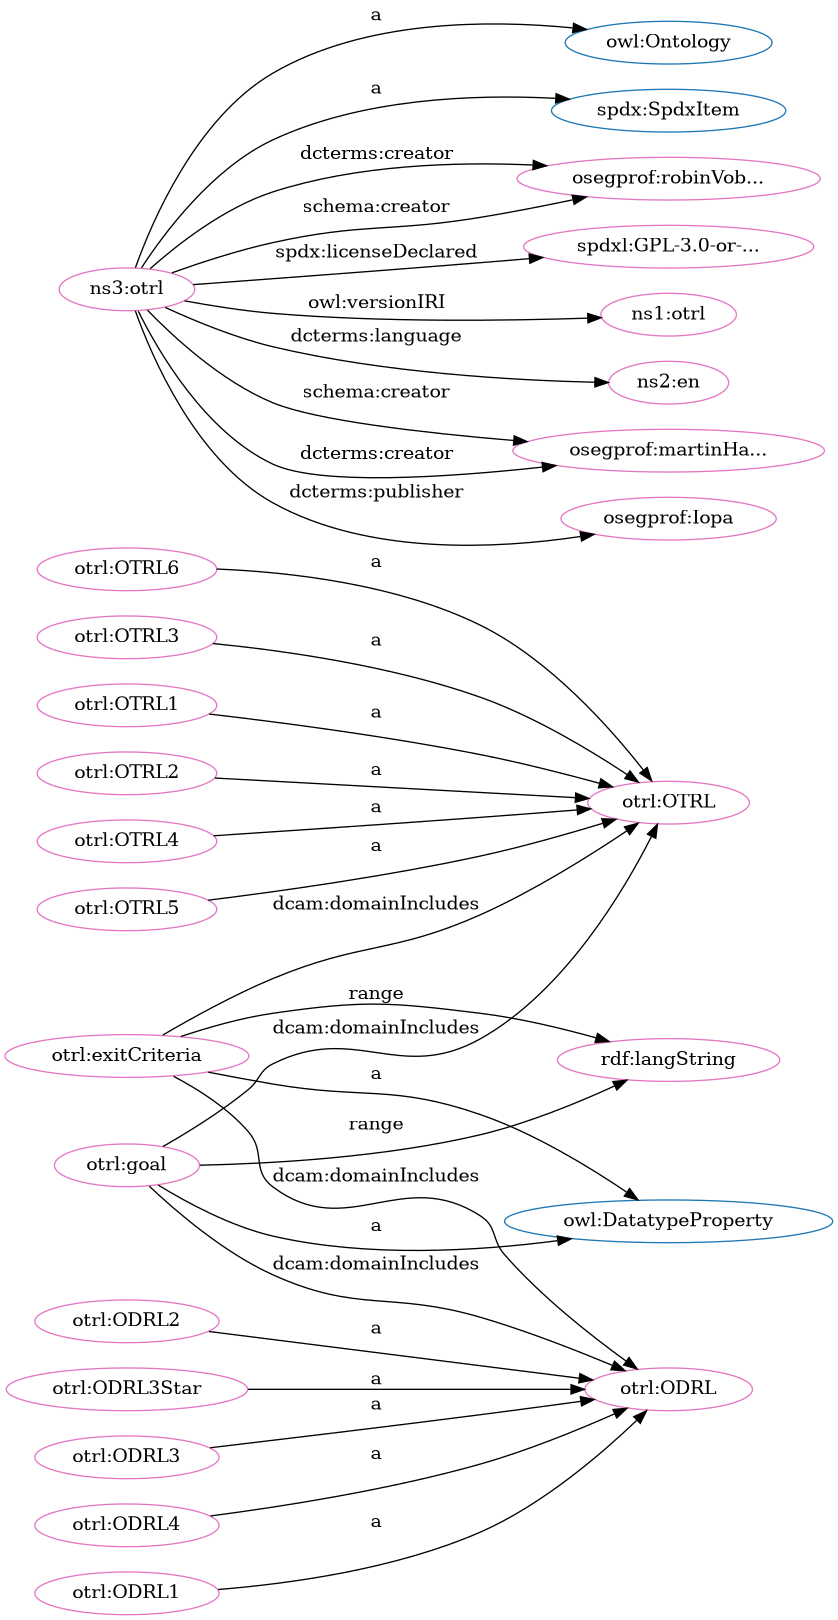 a
owl:Ontology
a
spdx:SpdxItem
dcterms:creator
osegprof:robinVob...
schema:creator
spdx:licenseDeclared
spdxl:GPL-3.0-or-...
ns3:otrl
owl:versionIRI
ns1:otrl
dcterms:language
ns2:en
schema:creator
dcterms:creator
osegprof:martinHa...
dcterms:publisher
osegprof:Iopa
otrl:OTRL6
a
otrl:OTRL3
a
otrl:OTRL1
a
otrl:OTRL2
a
otrl:OTRL
otrl:OTRL4
a
otrl:OTRL5
a
dcam:domainIncludes
range
dcam:domainIncludes
otrl:exitCriteria
rdf:langString
a
range
otrl:goal
dcam:domainIncludes
a
owl:DatatypeProperty
dcam:domainIncludes
otrl:ODRL2
a
otrl:ODRL3Star
a
otrl:ODRL
a
otrl:ODRL3
a
otrl:ODRL4
a
otrl:ODRL1